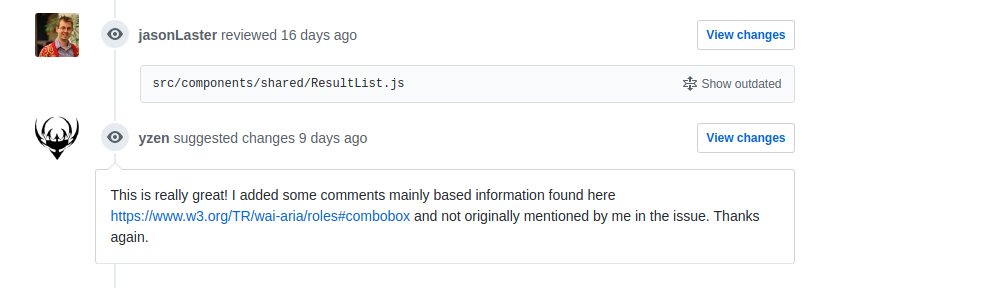 jasonLaster reviewed 16 days ago
View changes
src/components/shared/ResultList.js
Show outdated
yzen suggested changes 9 days ago
View changes
This is really great! I added some comments mainly based information found here
https://www.w3.org/TR/wai-aria/roles#combobox and not originally mentioned by me in the issue. Thanks
again.